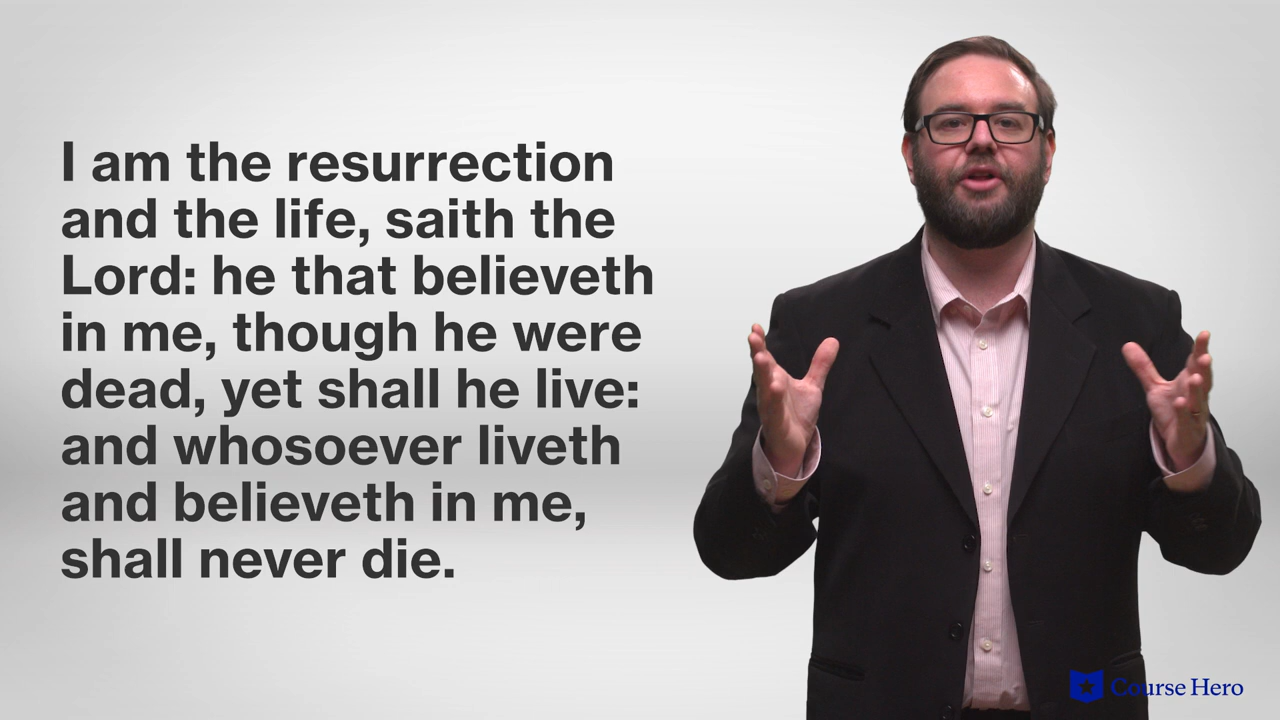 I am the resurrection
and the life, saith the
Lord: he that believeth
in me, though he were
dead, yet shall he live:
and whosoever liveth
and believeth in me,
shall never die.
Course Hero